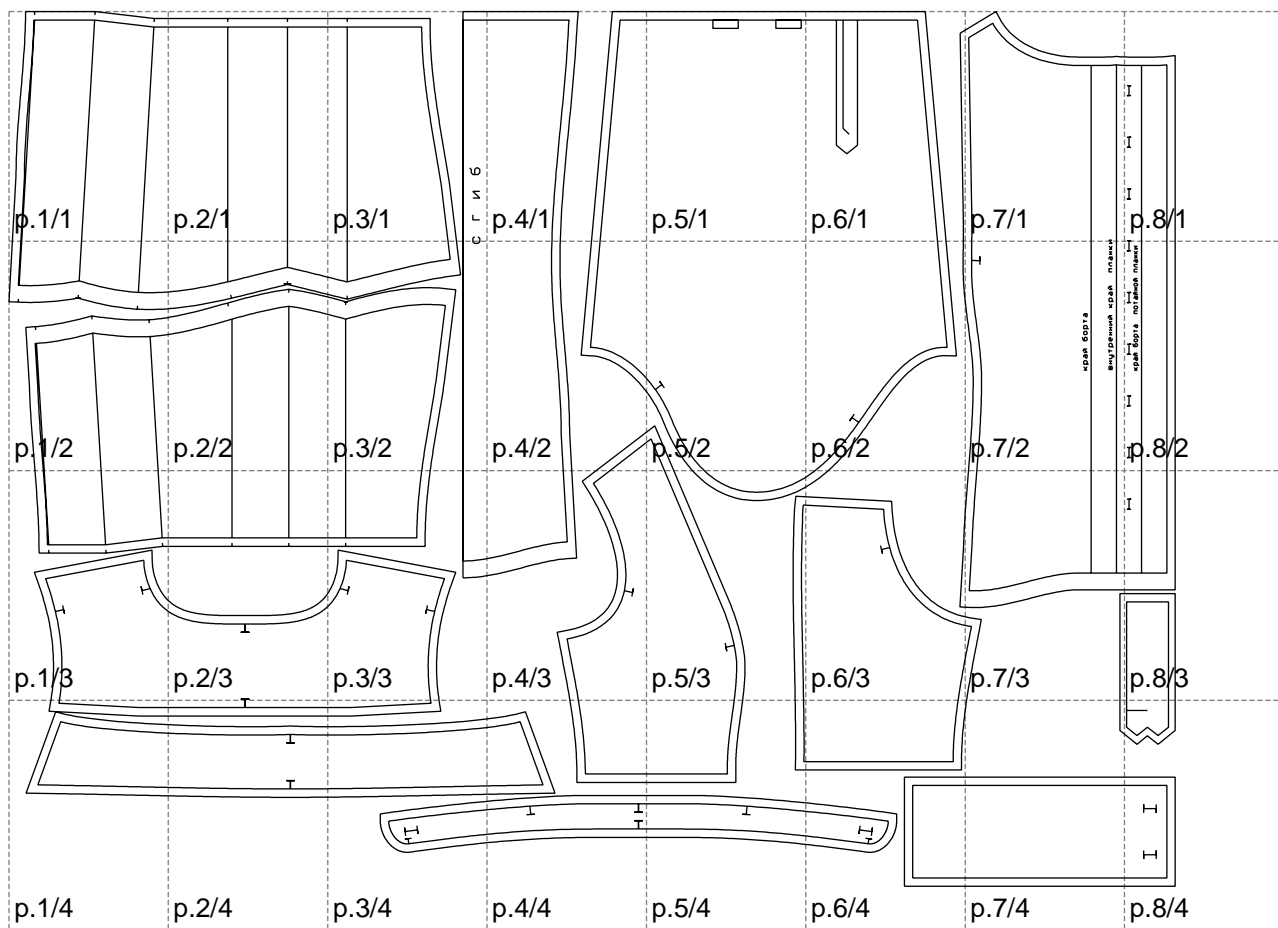 p.1/1
p.2/1
p.3/1
p.4/1
p.5/1
p.6/1
p.7/1
p.8/1
сгиб
край борта
внутренний край планки
край борта потайной планки
p.1/2
p.2/2
p.3/2
p.4/2
p.5/2
p.6/2
p.7/2
p.8/2
p.1/3
p.2/3
p.3/3
p.4/3
p.5/3
p.6/3
p.7/3
p.8/3
p.1/4
p.2/4
p.3/4
p.4/4
p.5/4
p.6/4
p.7/4
p.8/4